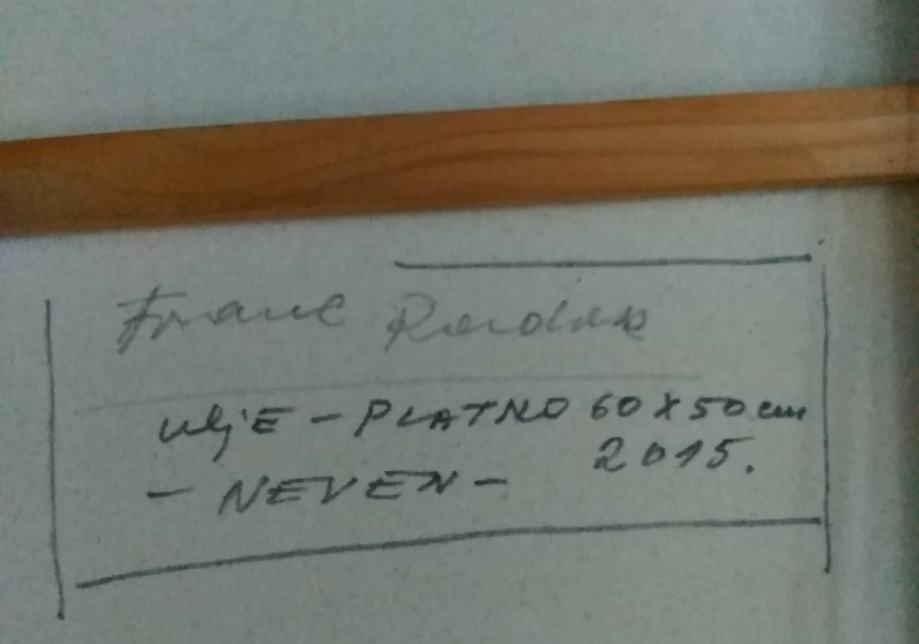 Franc
ulje - PLATNO 60 x 50 cm
2015.
- NEVEN -